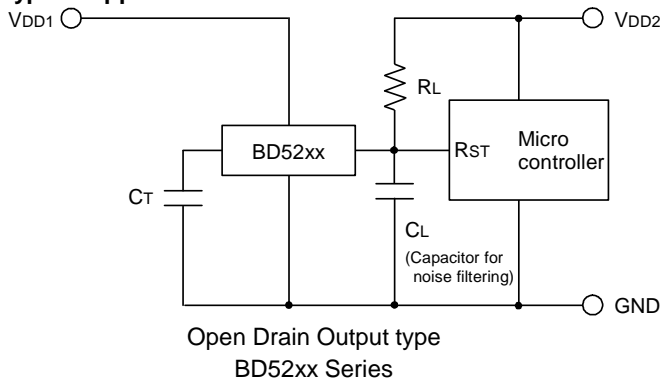 VDD1
VDD2
RL
BD52xx
RST
Micro
controller
CT
CL
(Capacitor for
noise filtering)
GND
Open Drain Output type
BD52xx Series